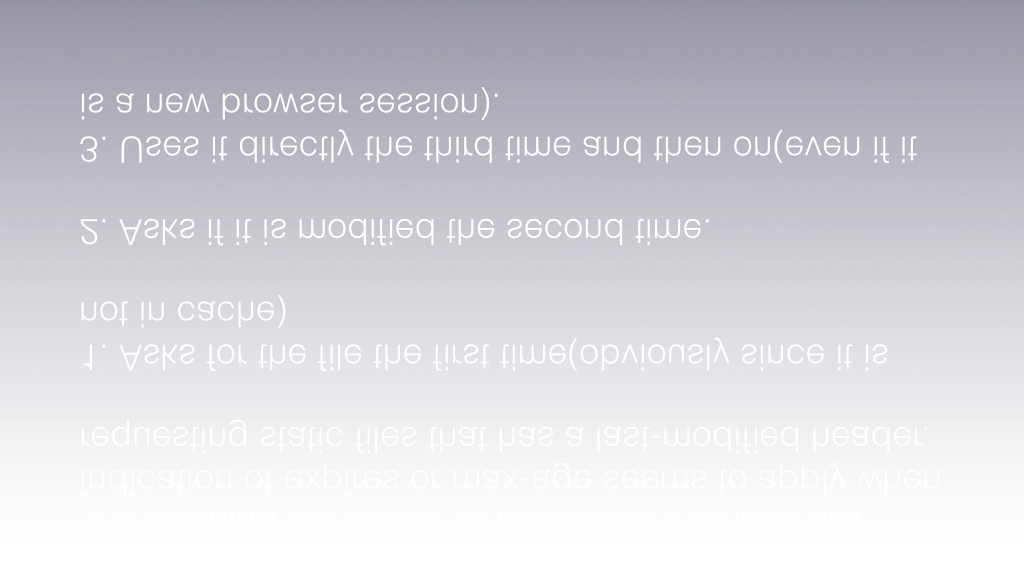 indication of expires or max-age seems to apply when
requesting static files that has a last-modified header.
1. Asks for the file the first time(obviously since it is
not in cache)
2. Asks if it is modified the second time.
3. Uses it directly the third time and then on(even if it
is a new browser session).